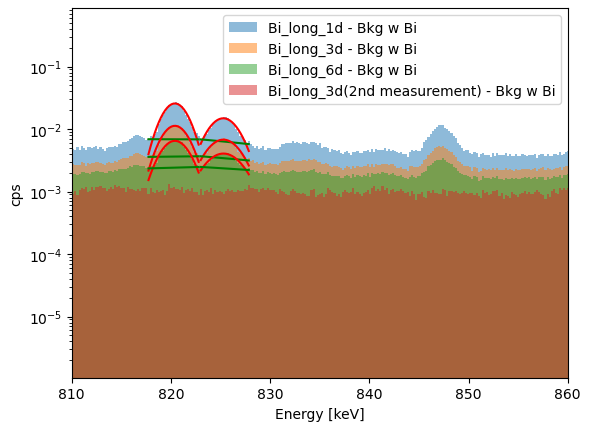 Bi_long_1d - Bkg w Bi
Bi_long_3d - Bkg w Bi
Bi_long_6d - Bkg w Bi
Bi_long_3d(2nd measurement) - Bkg w Bi
10⁻¹
10⁻²
10⁻³
10⁻⁴
10⁻⁵
cps
810 820 830 840 850 860
Energy [keV]